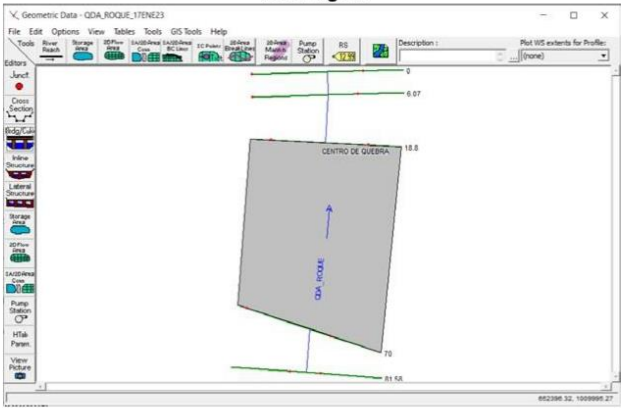 Geometric Data - QDA_ROQUE_17ENE23
File Edit Options View Tables Tools GIS Tools Help
Tools River Reach Storage Area 2D Flow Area SA/2D Area Conn SA/2D Area BC Lines BC Points 2D Area BreakLines 2D Area Mann n Regions Pump Station RS Description : Plot WS extents for Profile:
(none)
Editors
Junct.
Cross Section
Brdg/Culv
Inline Structure
Lateral Structure
Storage Area
2D Flow Area
SA/2D Area Conn
Pump Station
HTab Param.
View Picture
0
6.07
18.8
CENTRO DE QUEBRA
QDA_ROQUE
70
81.58
662396.32, 1009995.27